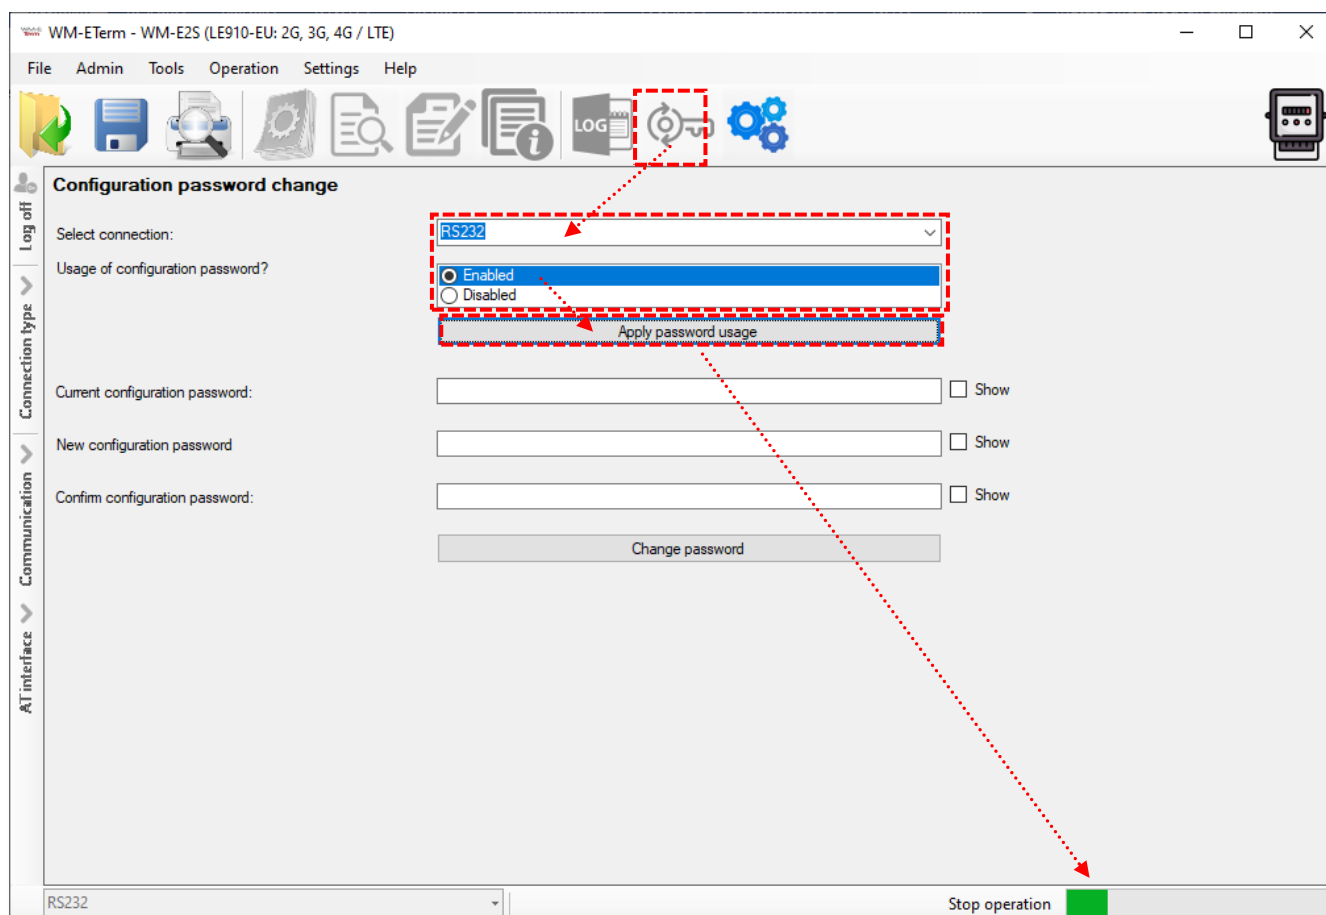 WM-E Term WM-ETerm - WM-E2S (LE910-EU: 2G, 3G, 4G / LTE)
File Admin Tools Operation Settings Help
LOG
Log off
Connection type
Communication
AT interface
Configuration password change
Select connection:
RS232
Usage of configuration password?
Enabled
Disabled
Apply password usage
Current configuration password:
Show
New configuration password
Show
Confirm configuration password:
Show
Change password
RS232
Stop operation